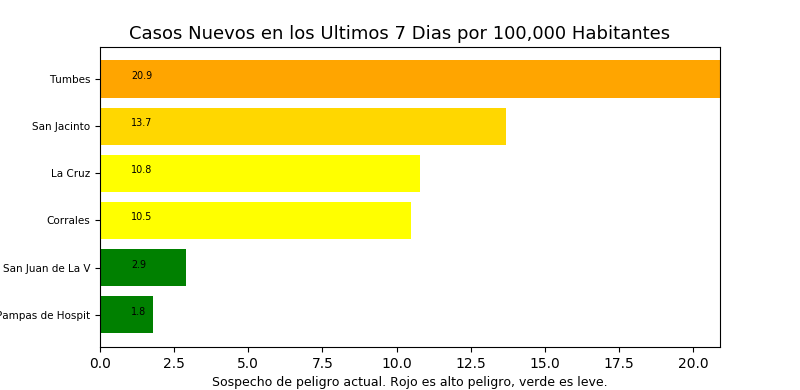 Casos Nuevos en los Ultimos 7 Dias por 100,000 Habitantes
Tumbes 20.9
San Jacinto 13.7
La Cruz 10.8
Corrales 10.5
San Juan de La V 2.9
Pampas de Hospit 1.8
0.0 2.5 5.0 7.5 10.0 12.5 15.0 17.5 20.0
Sospecho de peligro actual. Rojo es alto peligro, verde es leve.